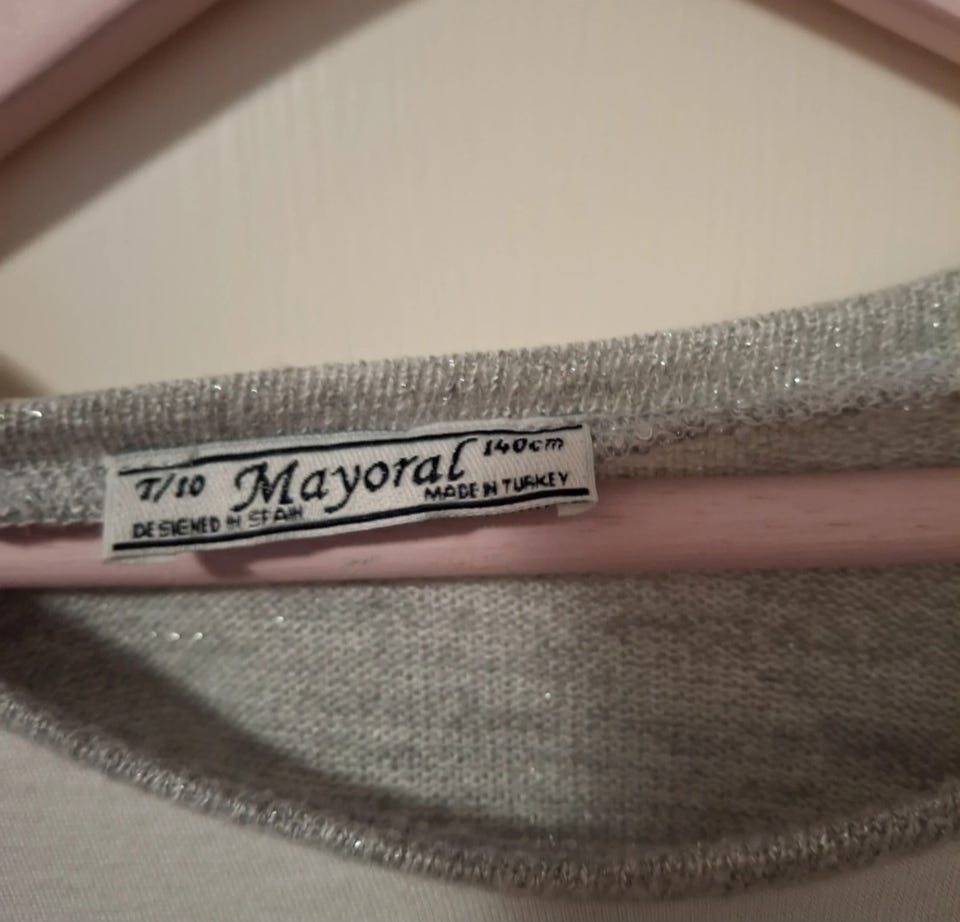 T/10 Mayoral 140cm
DESIGNED IN SPAIN MADE IN TURKEY